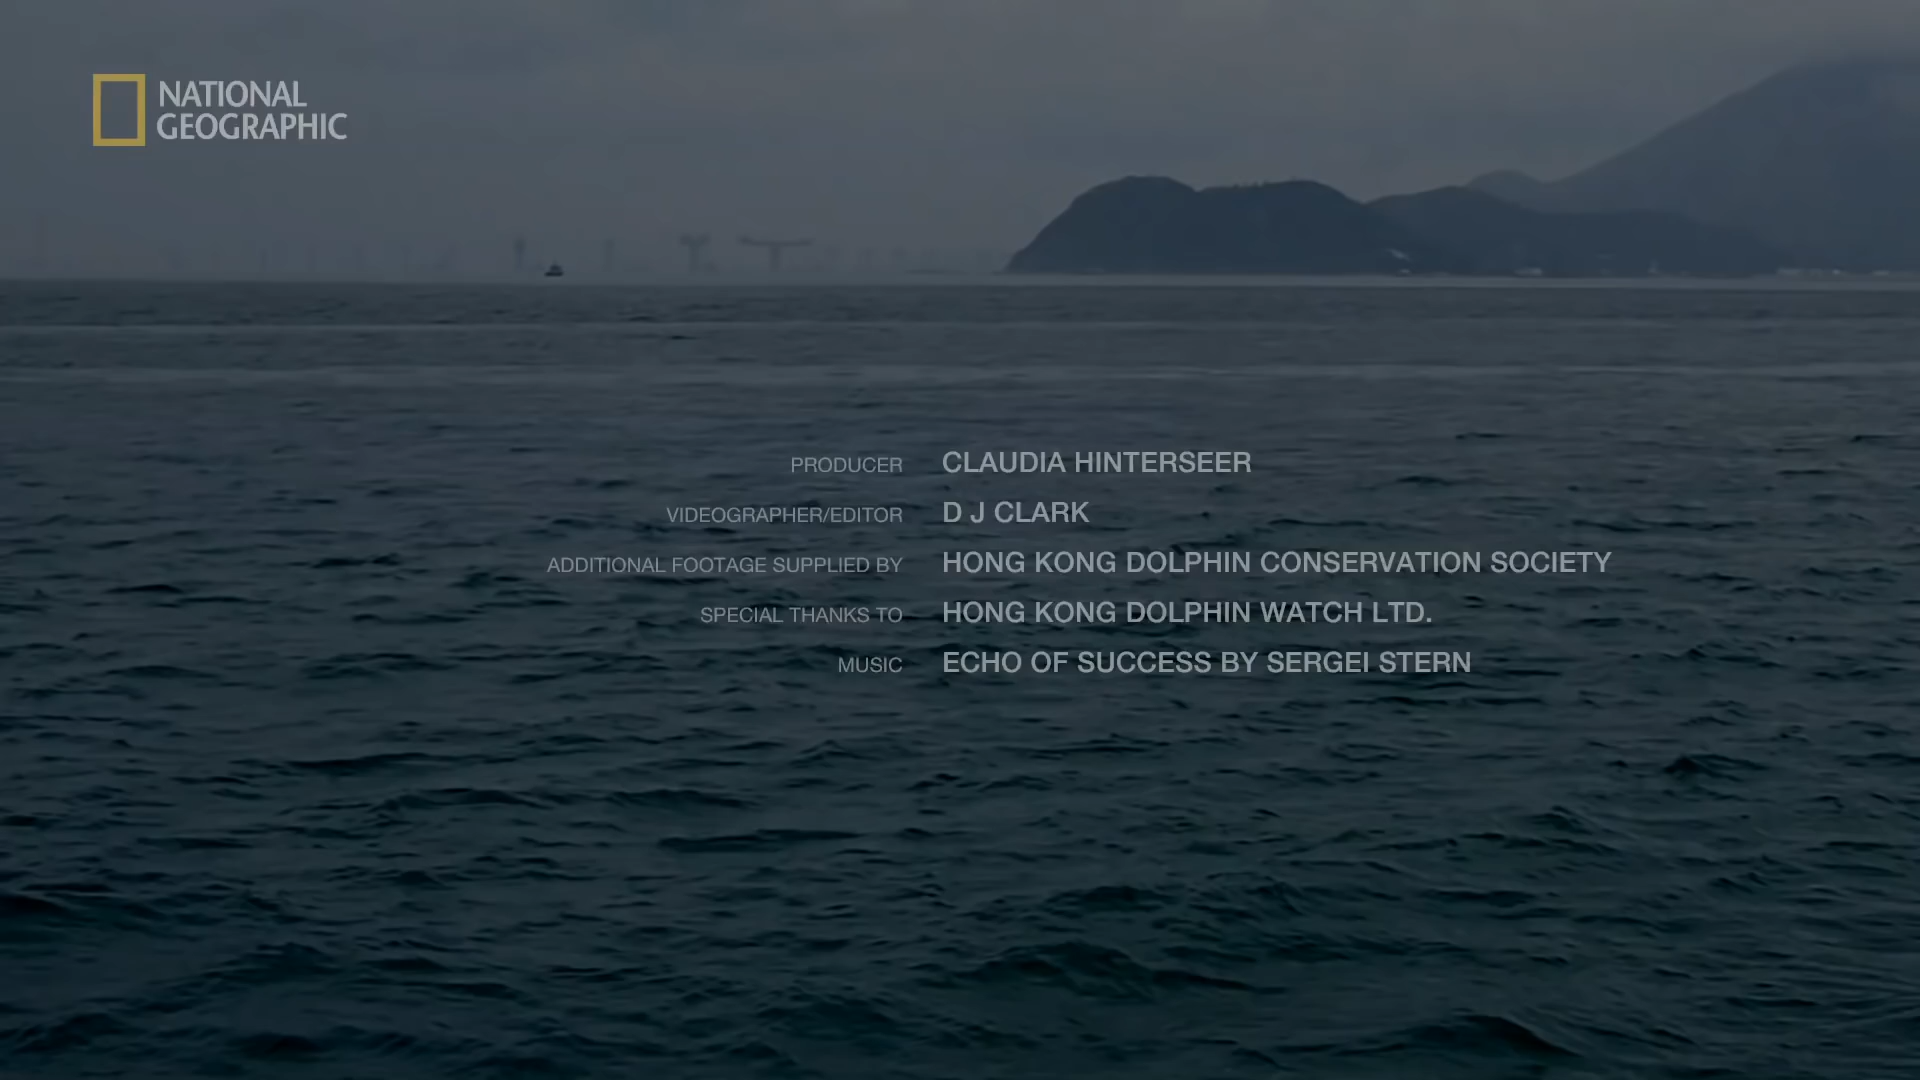 NATIONAL
GEOGRAPHIC
PRODUCER CLAUDIA HINTERSEER
VIDEOGRAPHER/EDITOR D J CLARK
ADDITIONAL FOOTAGE SUPPLIED BY HONG KONG DOLPHIN CONSERVATION SOCIETY
SPECIAL THANKS TO HONG KONG DOLPHIN WATCH LTD.
MUSIC ECHO OF SUCCESS BY SERGEI STERN